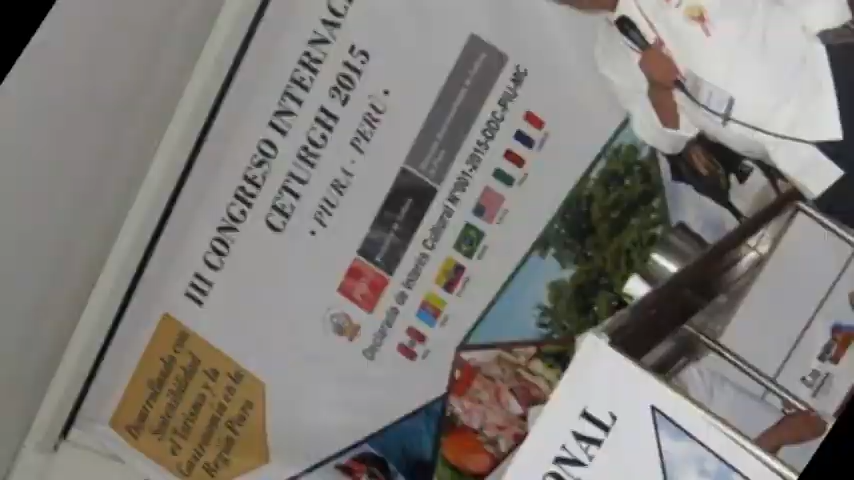 III CONGRESO INTERNAC
CETURGH 2015
· PIURA - PERÚ ·
Declarado de Interés Cultural N°001-2015-DDC-PIU-MC
Desarrollando con
Sostenibilidad
el Turismo y la
Gastronomía en la
Región Piura
ONAL